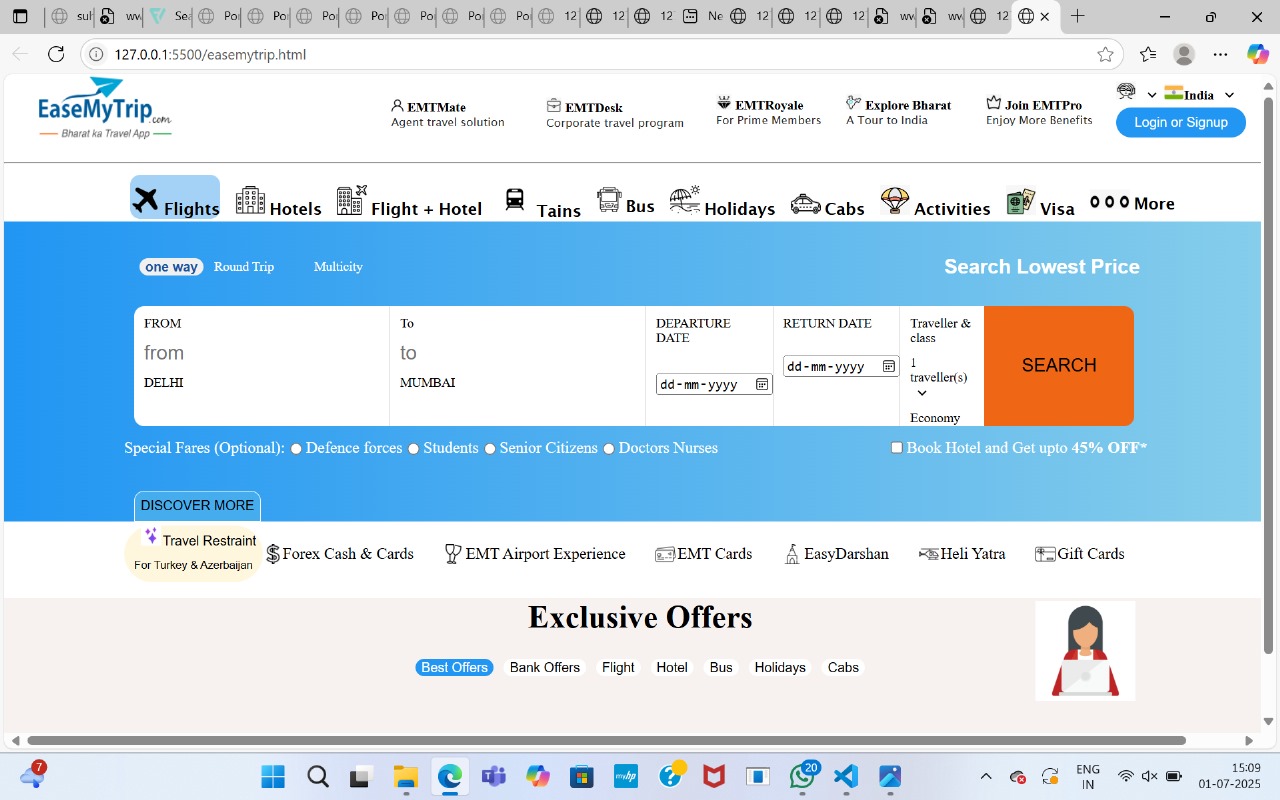 sul
wv
Sea
Po
Po
Po
Po
Po
Po
Po
12
12
12
Ne
12
12
12
wv
wv
12
127.0.0.1:5500/easemytrip.html
EaseMyTrip.com
Bharat ka Travel App
EMTMate
Agent travel solution
EMTDesk
Corporate travel program
EMTRoyale
For Prime Members
Explore Bharat
A Tour to India
Join EMTPro
Enjoy More Benefits
India
Login or Signup
Flights
Hotels
Flight + Hotel
Tains
Bus
Holidays
Cabs
Activities
Visa
More
one way
Round Trip
Multicity
Search Lowest Price
FROM
from
DELHI
To
to
MUMBAI
DEPARTURE
DATE
dd-mm-yyyy
RETURN DATE
dd-mm-yyyy
Traveller &
class
1
traveller(s)
Economy
SEARCH
Special Fares (Optional): Defence forces Students Senior Citizens Doctors Nurses
Book Hotel and Get upto 45% OFF*
DISCOVER MORE
Travel Restraint
For Turkey & Azerbaijan
Forex Cash & Cards
EMT Airport Experience
EMT Cards
EasyDarshan
Heli Yatra
Gift Cards
Exclusive Offers
Best Offers
Bank Offers
Flight
Hotel
Bus
Holidays
Cabs
7
myhp
20
ENG
IN
15:09
01-07-2025